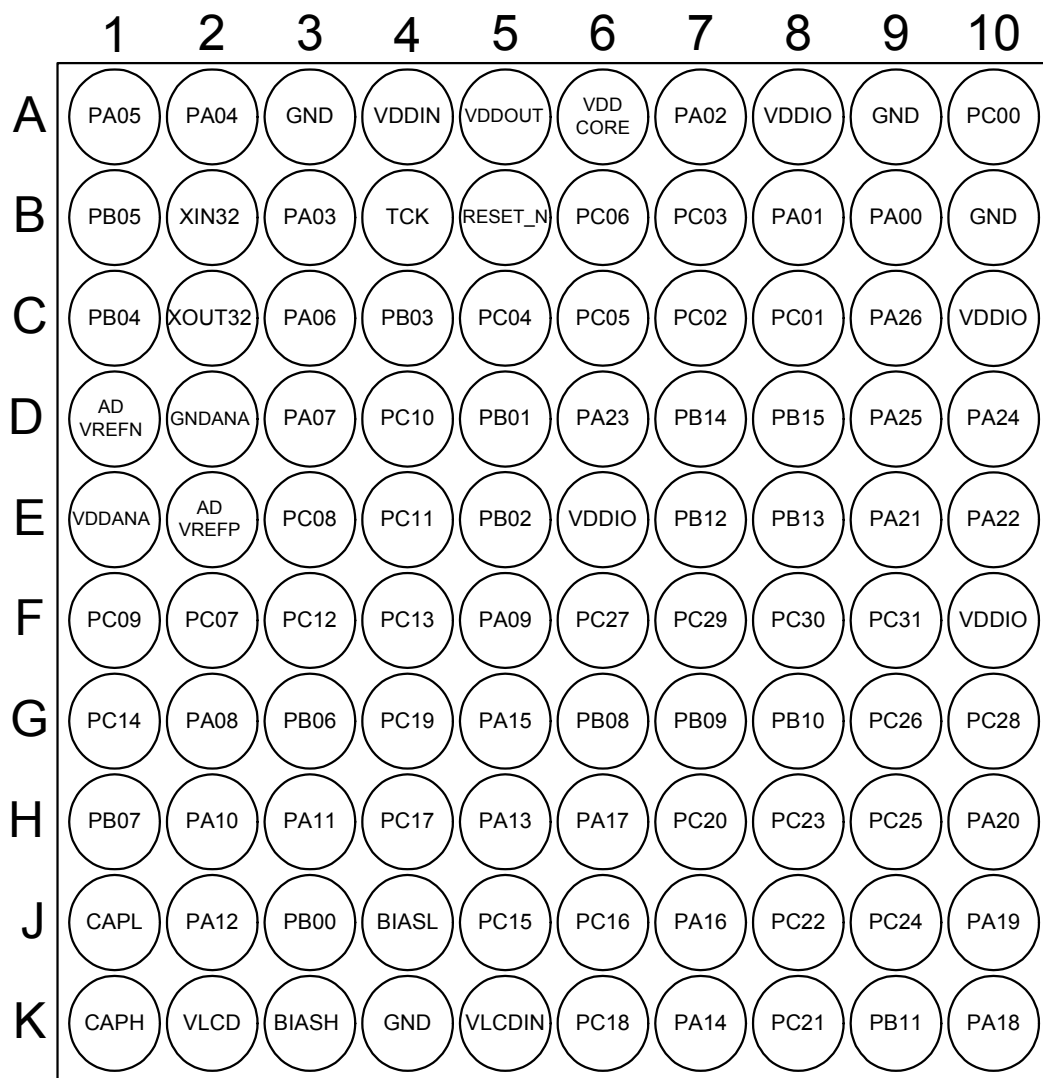 1 2 3 4 5 6 7 8 9 10
A PA05 PA04 GND VDDIN VDDOUT VDD CORE PA02 VDDIO GND PC00
B PB05 XIN32 PA03 TCK RESET_N PC06 PC03 PA01 PA00 GND
C PB04 XOUT32 PA06 PB03 PC04 PC05 PC02 PC01 PA26 VDDIO
D AD VREFN GNDANA PA07 PC10 PB01 PA23 PB14 PB15 PA25 PA24
E VDDANA AD VREFP PC08 PC11 PB02 VDDIO PB12 PB13 PA21 PA22
F PC09 PC07 PC12 PC13 PA09 PC27 PC29 PC30 PC31 VDDIO
G PC14 PA08 PB06 PC19 PA15 PB08 PB09 PB10 PC26 PC28
H PB07 PA10 PA11 PC17 PA13 PA17 PC20 PC23 PC25 PA20
J CAPL PA12 PB00 BIASL PC15 PC16 PA16 PC22 PC24 PA19
K CAPH VLCD BIASH GND VLCDIN PC18 PA14 PC21 PB11 PA18